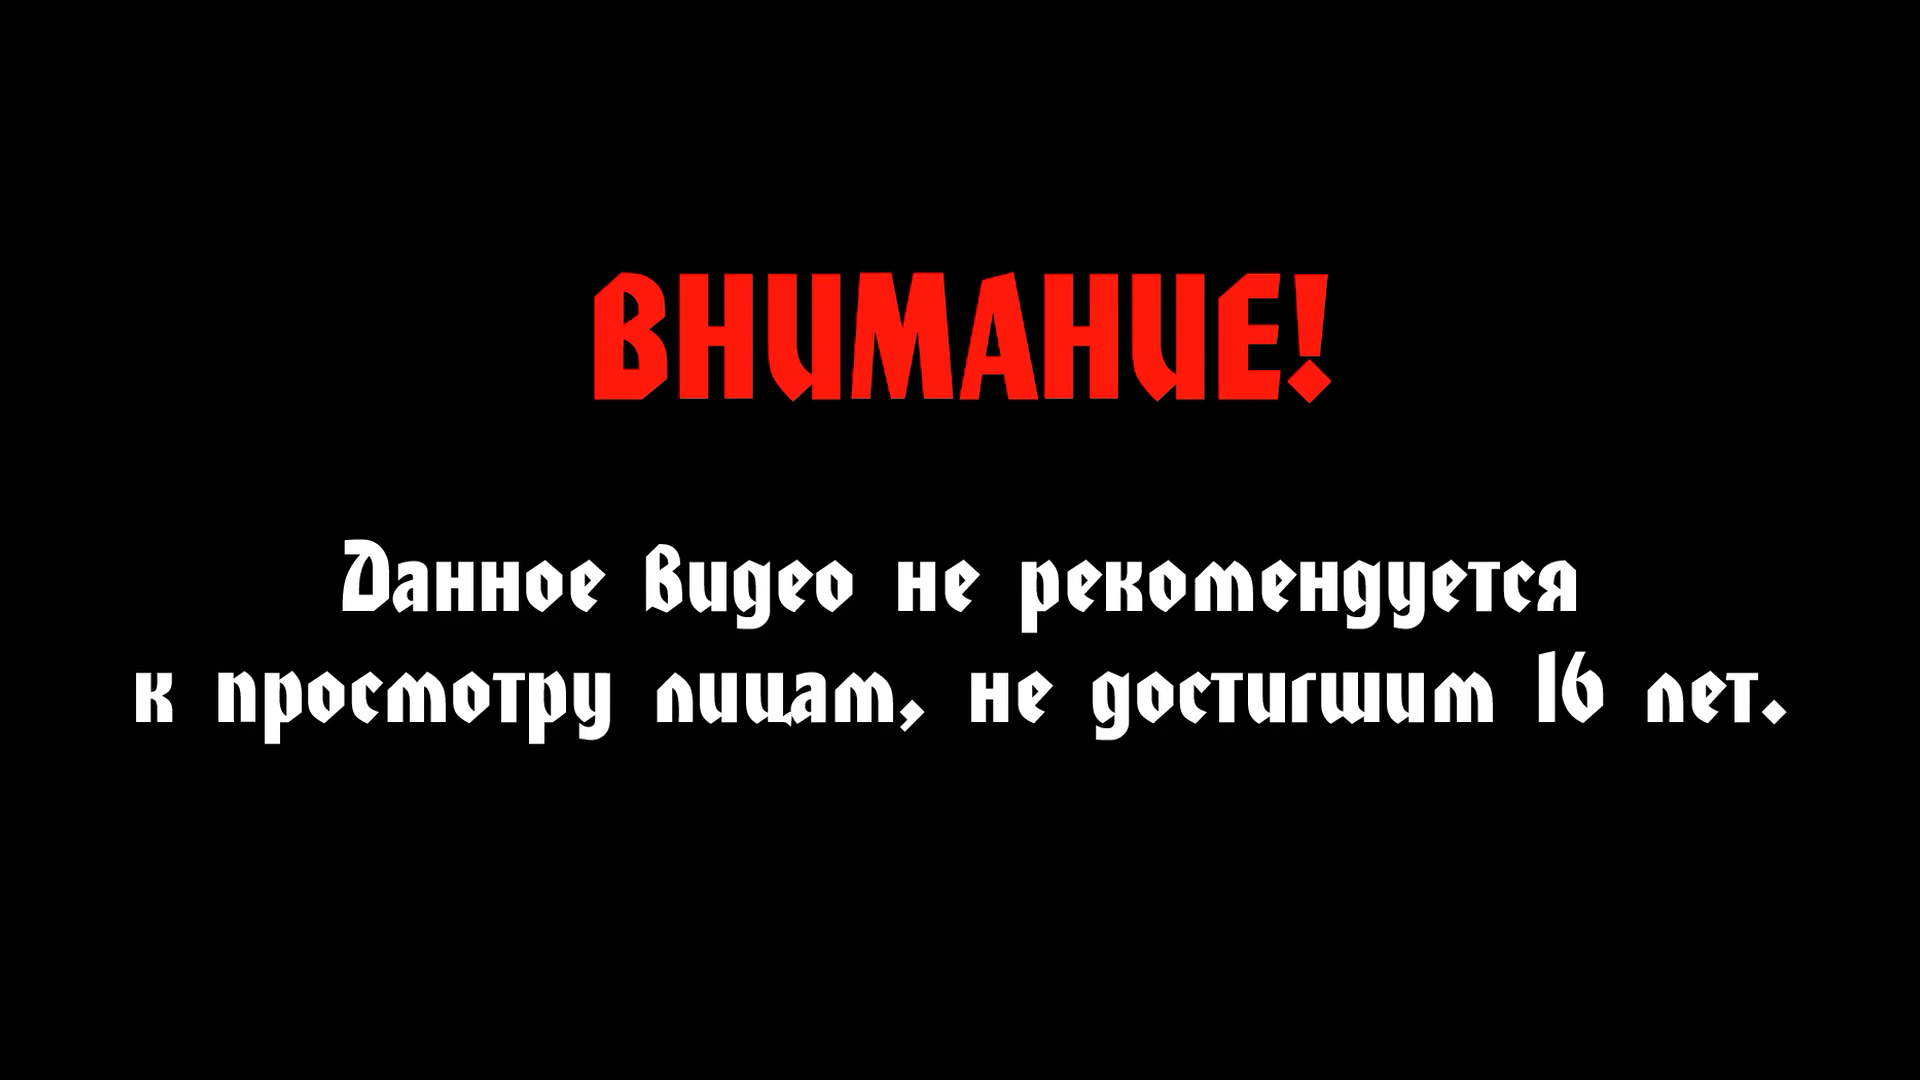 ВНИМАНИЕ!
Данное видео не рекомендуется
к просмотру лицам, не достигшим 16 лет.